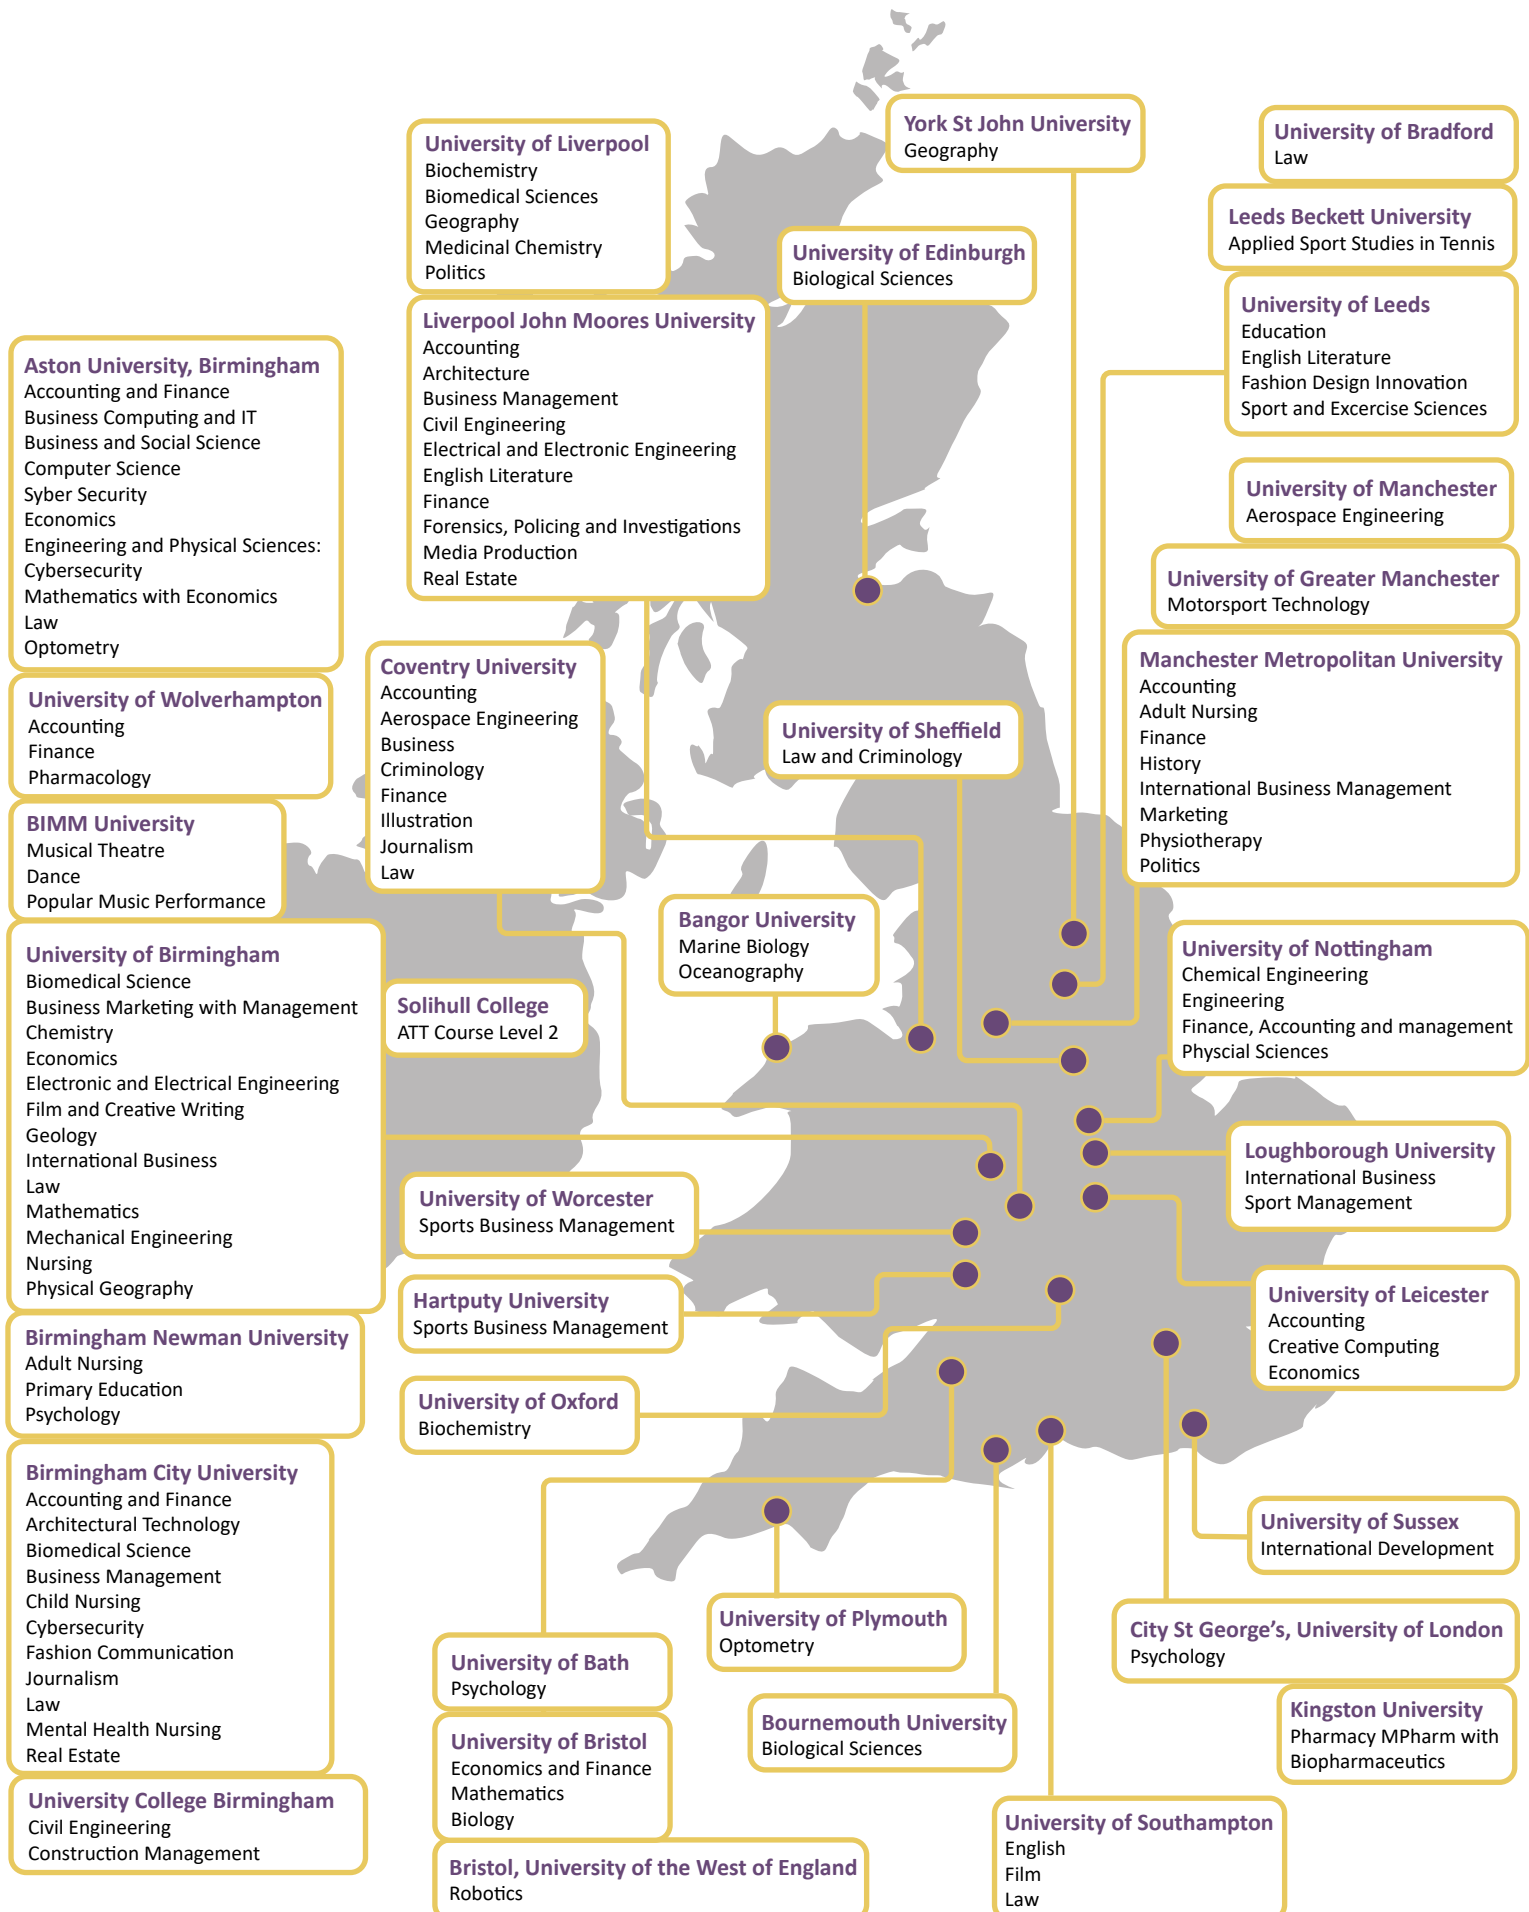 York St John University
Geography
University of Bradford
Law
University of Liverpool
Biochemistry
Biomedical Sciences
Geography
Medicinal Chemistry
Politics
Leeds Beckett University
Applied Sport Studies in Tennis
University of Edinburgh
Biological Sciences
University of Leeds
Education
English Literature
Fashion Design Innovation
Sport and Excercise Sciences
Liverpool John Moores University
Accounting
Architecture
Business Management
Civil Engineering
Electrical and Electronic Engineering
English Literature
Finance
Forensics, Policing and Investigations
Media Production
Real Estate
Aston University, Birmingham
Accounting and Finance
Business Computing and IT
Business and Social Science
Computer Science
Syber Security
Economics
Engineering and Physical Sciences:
Cybersecurity
Mathematics with Economics
Law
Optometry
University of Manchester
Aerospace Engineering
University of Greater Manchester
Motorsport Technology
Manchester Metropolitan University
Accounting
Adult Nursing
Finance
History
International Business Management
Marketing
Physiotherapy
Politics
Coventry University
Accounting
Aerospace Engineering
Business
Criminology
Finance
Illustration
Journalism
Law
University of Wolverhampton
Accounting
Finance
Pharmacology
University of Sheffield
Law and Criminology
BIMM University
Musical Theatre
Dance
Popular Music Performance
Bangor University
Marine Biology
Oceanography
University of Nottingham
Chemical Engineering
Engineering
Finance, Accounting and management
Physcial Sciences
University of Birmingham
Biomedical Science
Business Marketing with Management
Chemistry
Economics
Electronic and Electrical Engineering
Film and Creative Writing
Geology
International Business
Law
Mathematics
Mechanical Engineering
Nursing
Physical Geography
Solihull College
ATT Course Level 2
Loughborough University
International Business
Sport Management
University of Worcester
Sports Business Management
Hartputy University
Sports Business Management
University of Leicester
Accounting
Creative Computing
Economics
Birmingham Newman University
Adult Nursing
Primary Education
Psychology
University of Oxford
Biochemistry
Birmingham City University
Accounting and Finance
Architectural Technology
Biomedical Science
Business Management
Child Nursing
Cybersecurity
Fashion Communication
Journalism
Law
Mental Health Nursing
Real Estate
University of Sussex
International Development
University of Plymouth
Optometry
City St George's, University of London
Psychology
University of Bath
Psychology
Bournemouth University
Biological Sciences
Kingston University
Pharmacy MPharm with
Biopharmaceutics
University of Bristol
Economics and Finance
Mathematics
Biology
University College Birmingham
Civil Engineering
Construction Management
University of Southampton
English
Film
Law
Bristol, University of the West of England
Robotics